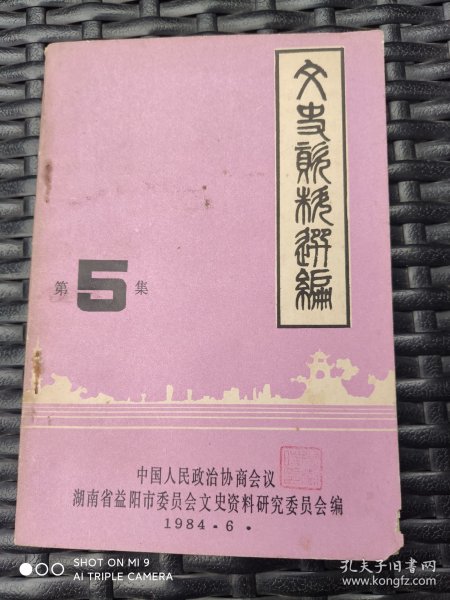 文史资料选编
第5集
中国人民政治协商会议
湖南省益阳市委员会文史资料研究委员会编
1984·6·
SHOT ON MI 9
AI TRIPLE CAMERA
孔夫子旧书网
www.kongfz.com